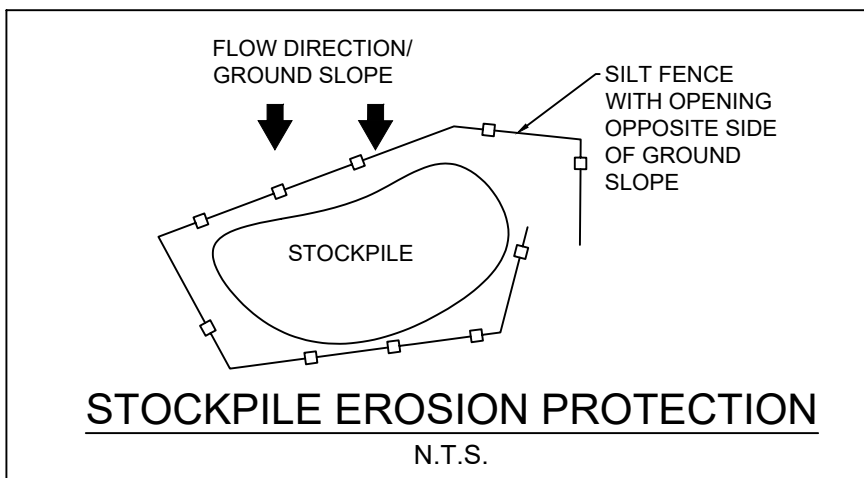 FLOW DIRECTION/
GROUND SLOPE
SILT FENCE
WITH OPENING
OPPOSITE SIDE
OF GROUND
SLOPE
STOCKPILE
STOCKPILE EROSION PROTECTION
N.T.S.